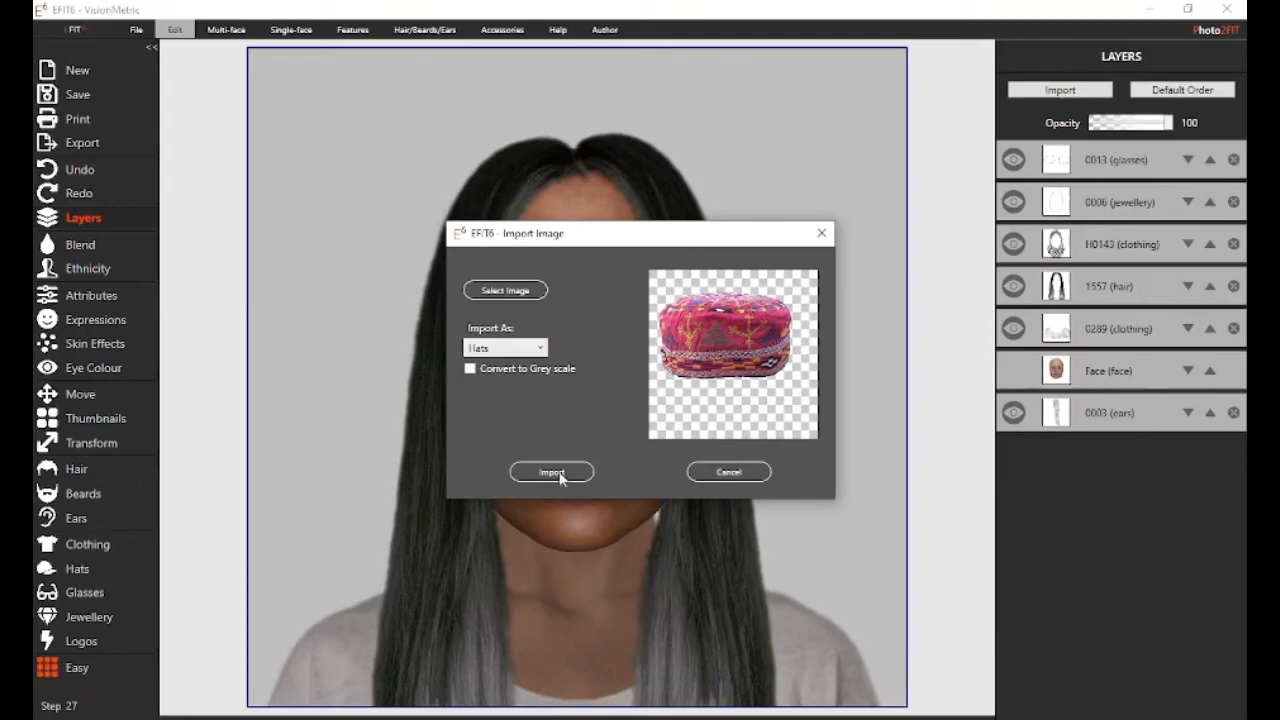 E6 EFIT6 - VisionMetric
EFIT6 File Edit Multi-face Single-face Features Hair/Beards/Ears Accessories Help Author Photo2FIT
<<
New
Save
Print
Export
Undo
Redo
Layers
Blend
Ethnicity
Attributes
Expressions
Skin Effects
Eye Colour
Move
Thumbnails
Transform
Hair
Beards
Ears
Clothing
Hats
Glasses
Jewellery
Logos
Easy
Step 27
E6 EFIT6 - Import Image
Select Image
Import As:
Hats
Convert to Grey scale
Import Cancel
LAYERS
Import Default Order
Opacity 100
0013 (glasses)
0006 (jewellery)
H0143 (clothing)
1557 (hair)
0289 (clothing)
Face (face)
0003 (ears)